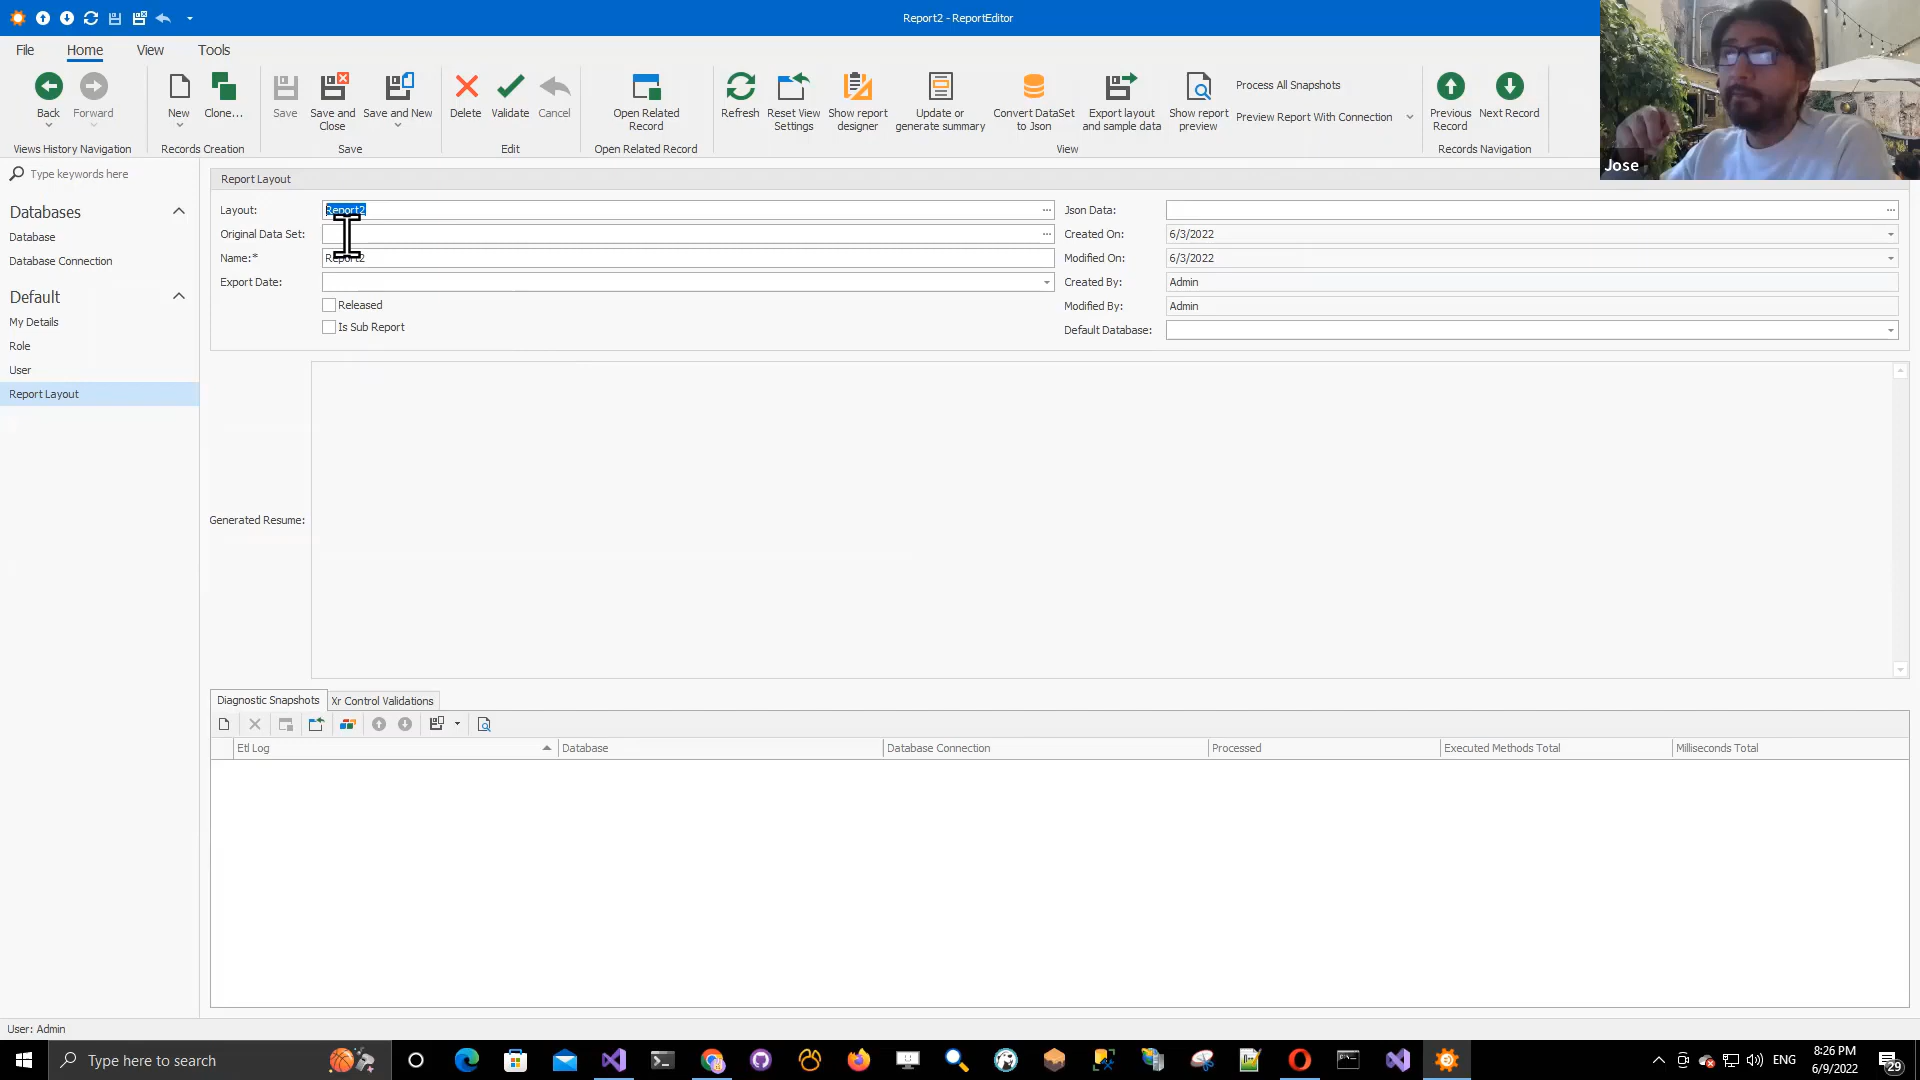 Report2 - ReportEditor
File Home View Tools
Back Forward
Views History Navigation
New Clone...
Records Creation
Save Save and Close Save and New
Save
Delete Validate Cancel
Edit
Open Related Record
Open Related Record
Refresh Reset View Settings Show report designer Update or generate summary Convert DataSet to Json Export layout and sample data Show report preview
Process All Snapshots
Preview Report With Connection
View
Previous Record Next Record
Records Navigation
Jose
Type keywords here
Databases
Database
Database Connection
Default
My Details
Role
User
Report Layout
Report Layout
Layout: Report2
Original Data Set:
Name:* Report2
Export Date:
Released
Is Sub Report
Json Data:
Created On: 6/3/2022
Modified On: 6/3/2022
Created By: Admin
Modified By: Admin
Default Database:
Generated Resume:
Diagnostic Snapshots Xr Control Validations
Etl Log Database Database Connection Processed Executed Methods Total Milliseconds Total
User: Admin
Type here to search
ENG
8:26 PM
6/9/2022
29